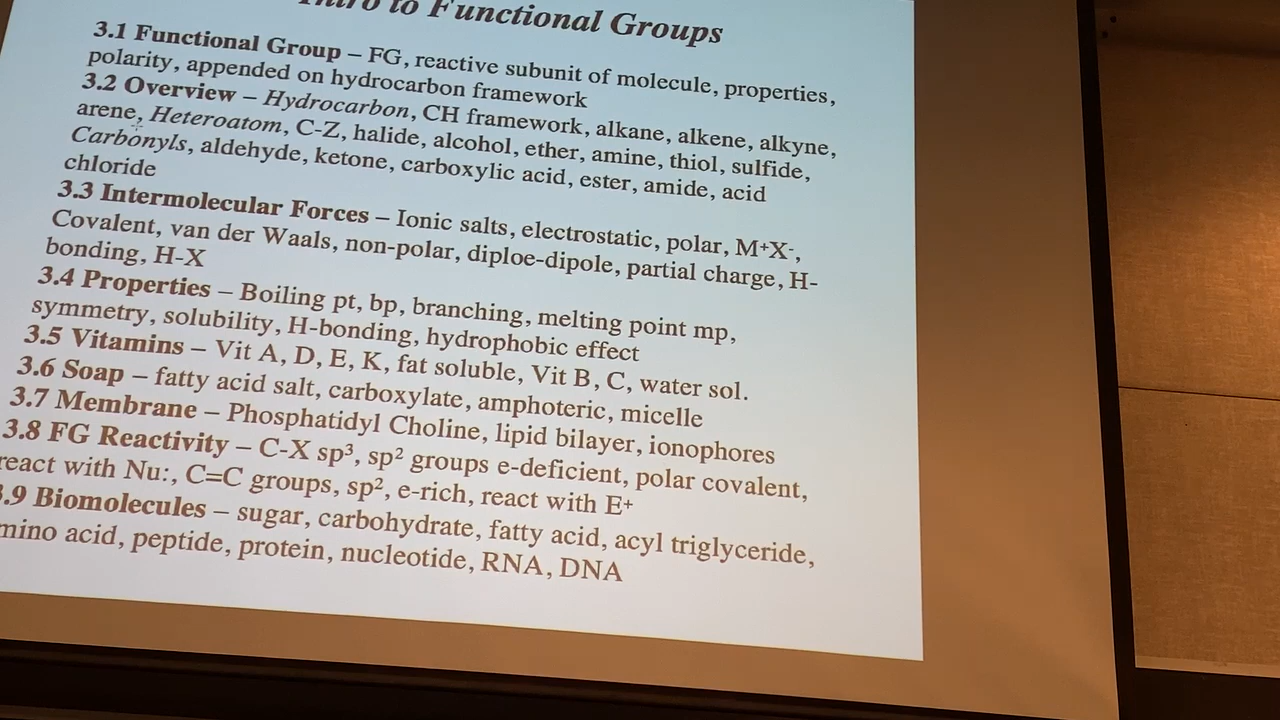 Intro to Functional Groups
3.1 Functional Group – FG, reactive subunit of molecule, properties,
polarity, appended on hydrocarbon framework
3.2 Overview – Hydrocarbon, CH framework, alkane, alkene, alkyne,
arene, Heteroatom, C-Z, halide, alcohol, ether, amine, thiol, sulfide,
Carbonyls, aldehyde, ketone, carboxylic acid, ester, amide, acid
chloride
3.3 Intermolecular Forces – Ionic salts, electrostatic, polar, M⁺X⁻,
Covalent, van der Waals, non-polar, diploe-dipole, partial charge, H-
bonding, H-X
3.4 Properties – Boiling pt, bp, branching, melting point mp,
symmetry, solubility, H-bonding, hydrophobic effect
3.5 Vitamins – Vit A, D, E, K, fat soluble, Vit B, C, water sol.
3.6 Soap – fatty acid salt, carboxylate, amphoteric, micelle
3.7 Membrane – Phosphatidyl Choline, lipid bilayer, ionophores
3.8 FG Reactivity – C-X sp³, sp² groups e-deficient, polar covalent,
react with Nu:, C=C groups, sp², e-rich, react with E⁺
.9 Biomolecules – sugar, carbohydrate, fatty acid, acyl triglyceride,
mino acid, peptide, protein, nucleotide, RNA, DNA